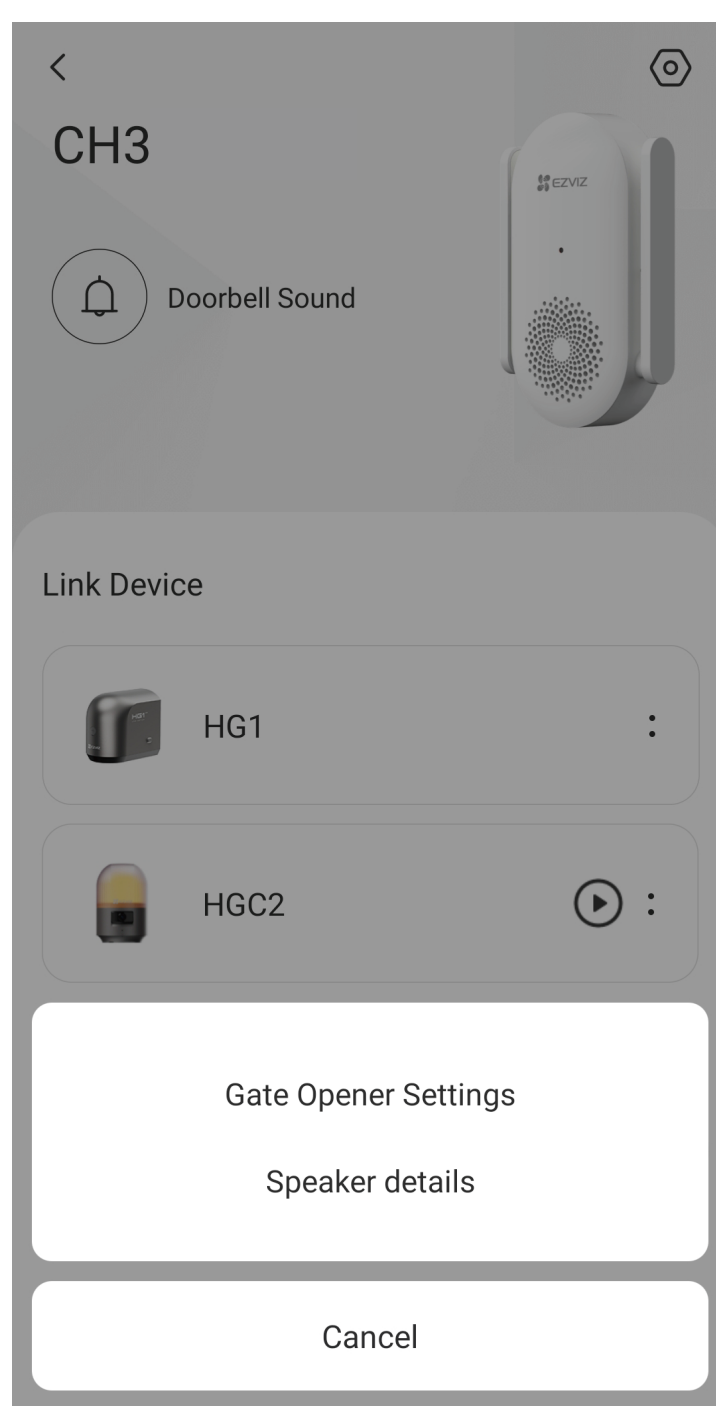 CH3
EZVIZ
Doorbell Sound
Link Device
HG1
HGC2
Gate Opener Settings
Speaker details
Cancel